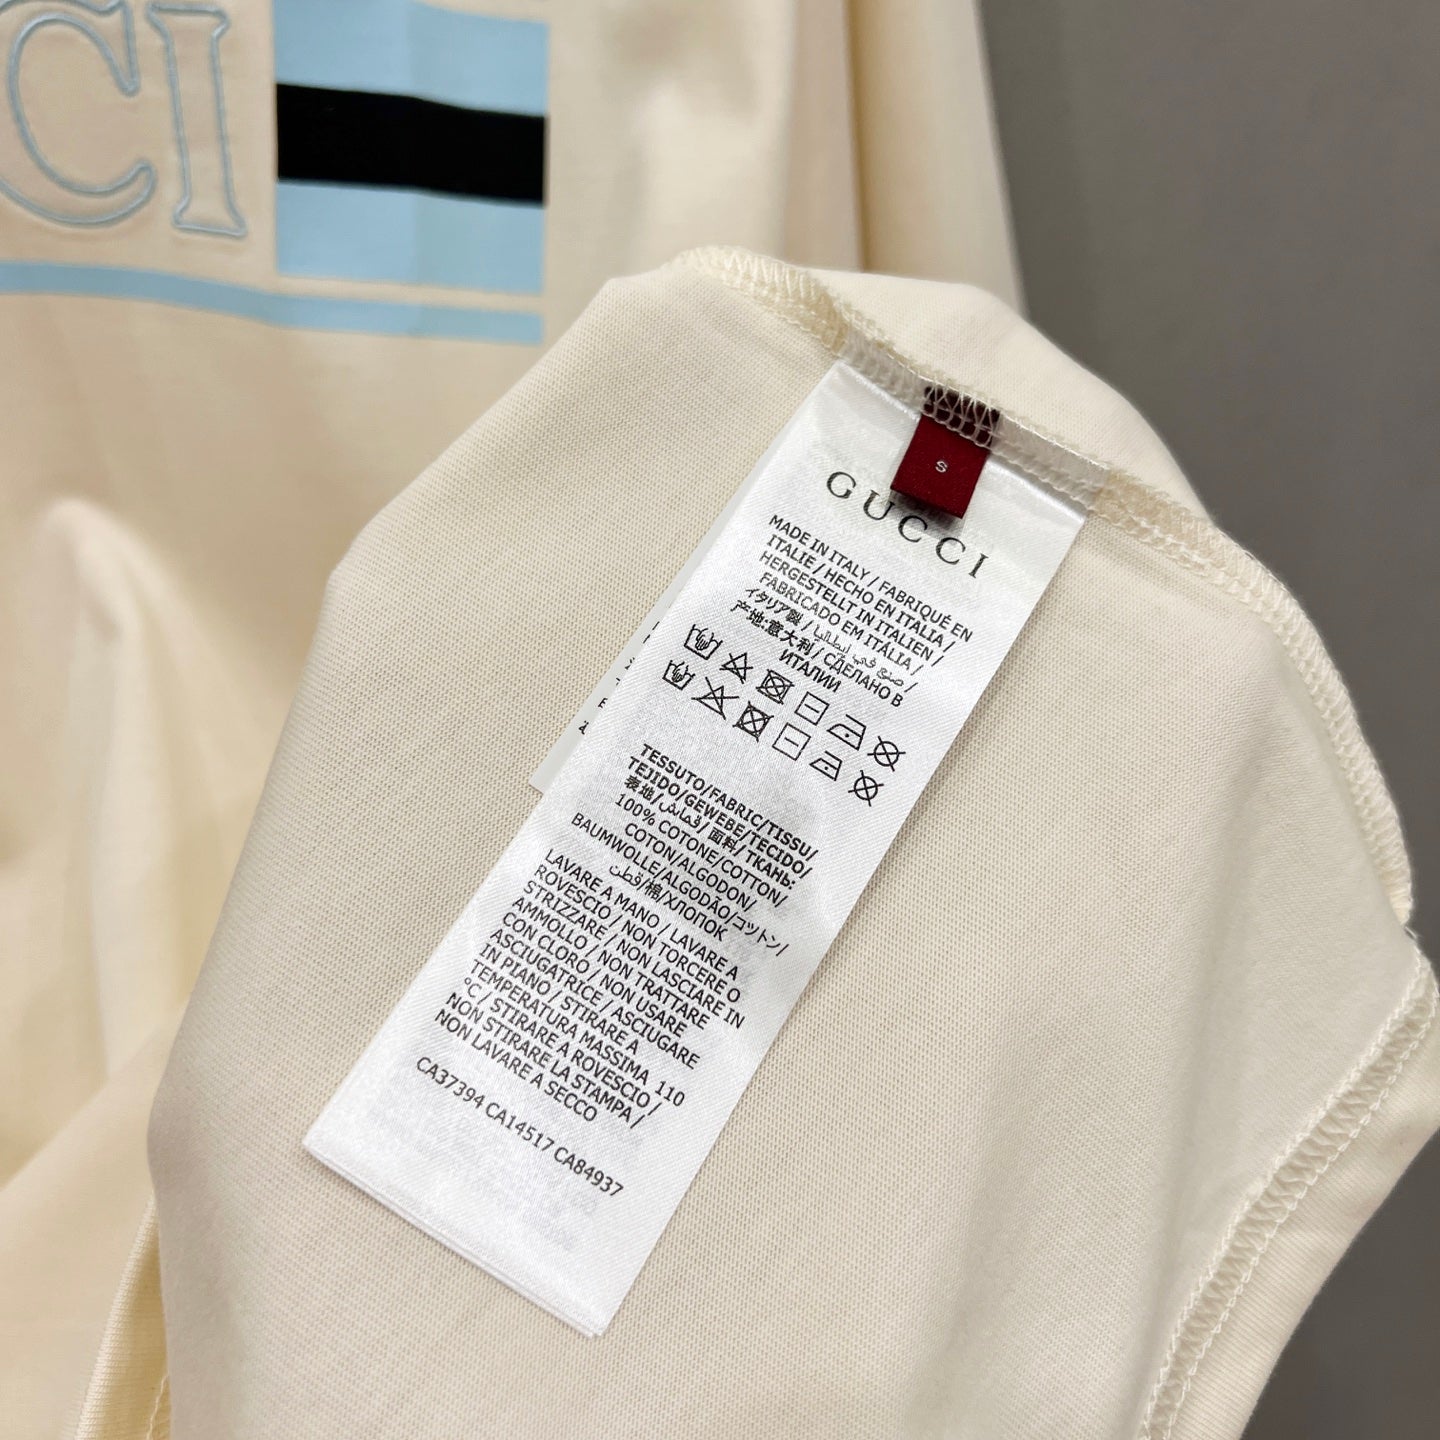 CI
S
GUCCI
MADE IN ITALY / FABRIQUÉ EN
ITALIE / HECHO EN ITALIA /
HERGESTELLT IN ITALIEN /
FABRICADO EM ITÁLIA /
イタリア製 / صنع في إيطاليا /
产地:意大利 / СДЕЛАНО В
ИТАЛИИ
TESSUTO/FABRIC/TISSU/
TEJIDO/GEWEBE/TECIDO/
表地/قماش/面料/ТКАНЬ:
100% COTONE/COTTON/
COTON/ALGODON/
BAUMWOLLE/ALGODÃO/コットン/
قطن/棉/ХЛОПОК
LAVARE A MANO / LAVARE A
ROVESCIO / NON TORCERE O
STRIZZARE / NON LASCIARE IN
AMMOLLO / NON TRATTARE
CON CLORO / NON USARE
ASCIUGATRICE / ASCIUGARE
IN PIANO / STIRARE A
TEMPERATURA MASSIMA 110
°C / STIRARE A ROVESCIO /
NON STIRARE LA STAMPA /
NON LAVARE A SECCO
CA37394 CA14517 CA84937